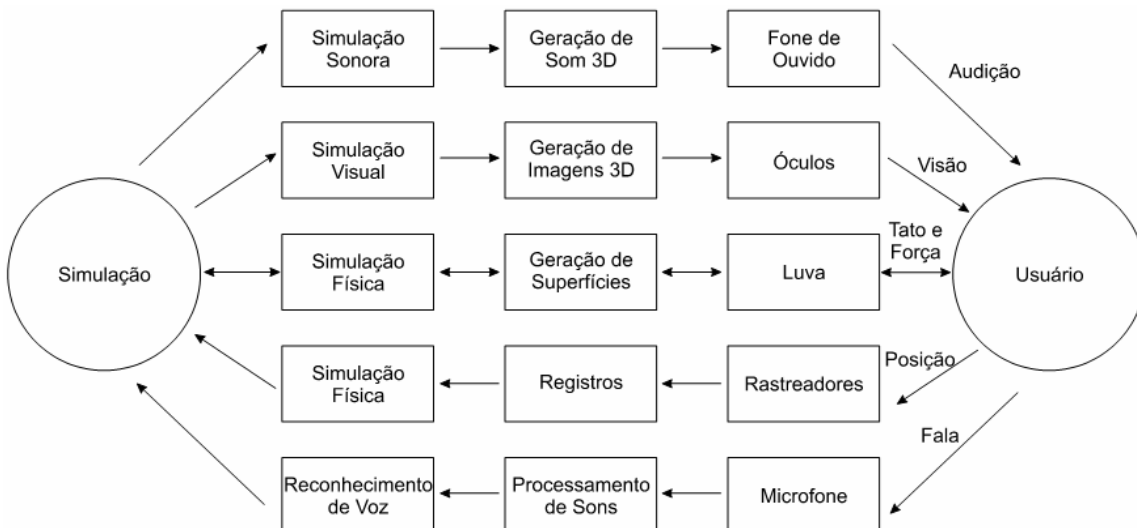 Simulação
Sonora
Geração de
Som 3D
Fone de
Ouvido
Audição
Simulação
Visual
Geração de
Imagens 3D
Óculos
Visão
Simulação
Simulação
Física
Geração de
Superfícies
Luva
Tato e
Força
Usuário
Simulação
Física
Registros
Rastreadores
Posição
Reconhecimento
de Voz
Processamento
de Sons
Microfone
Fala